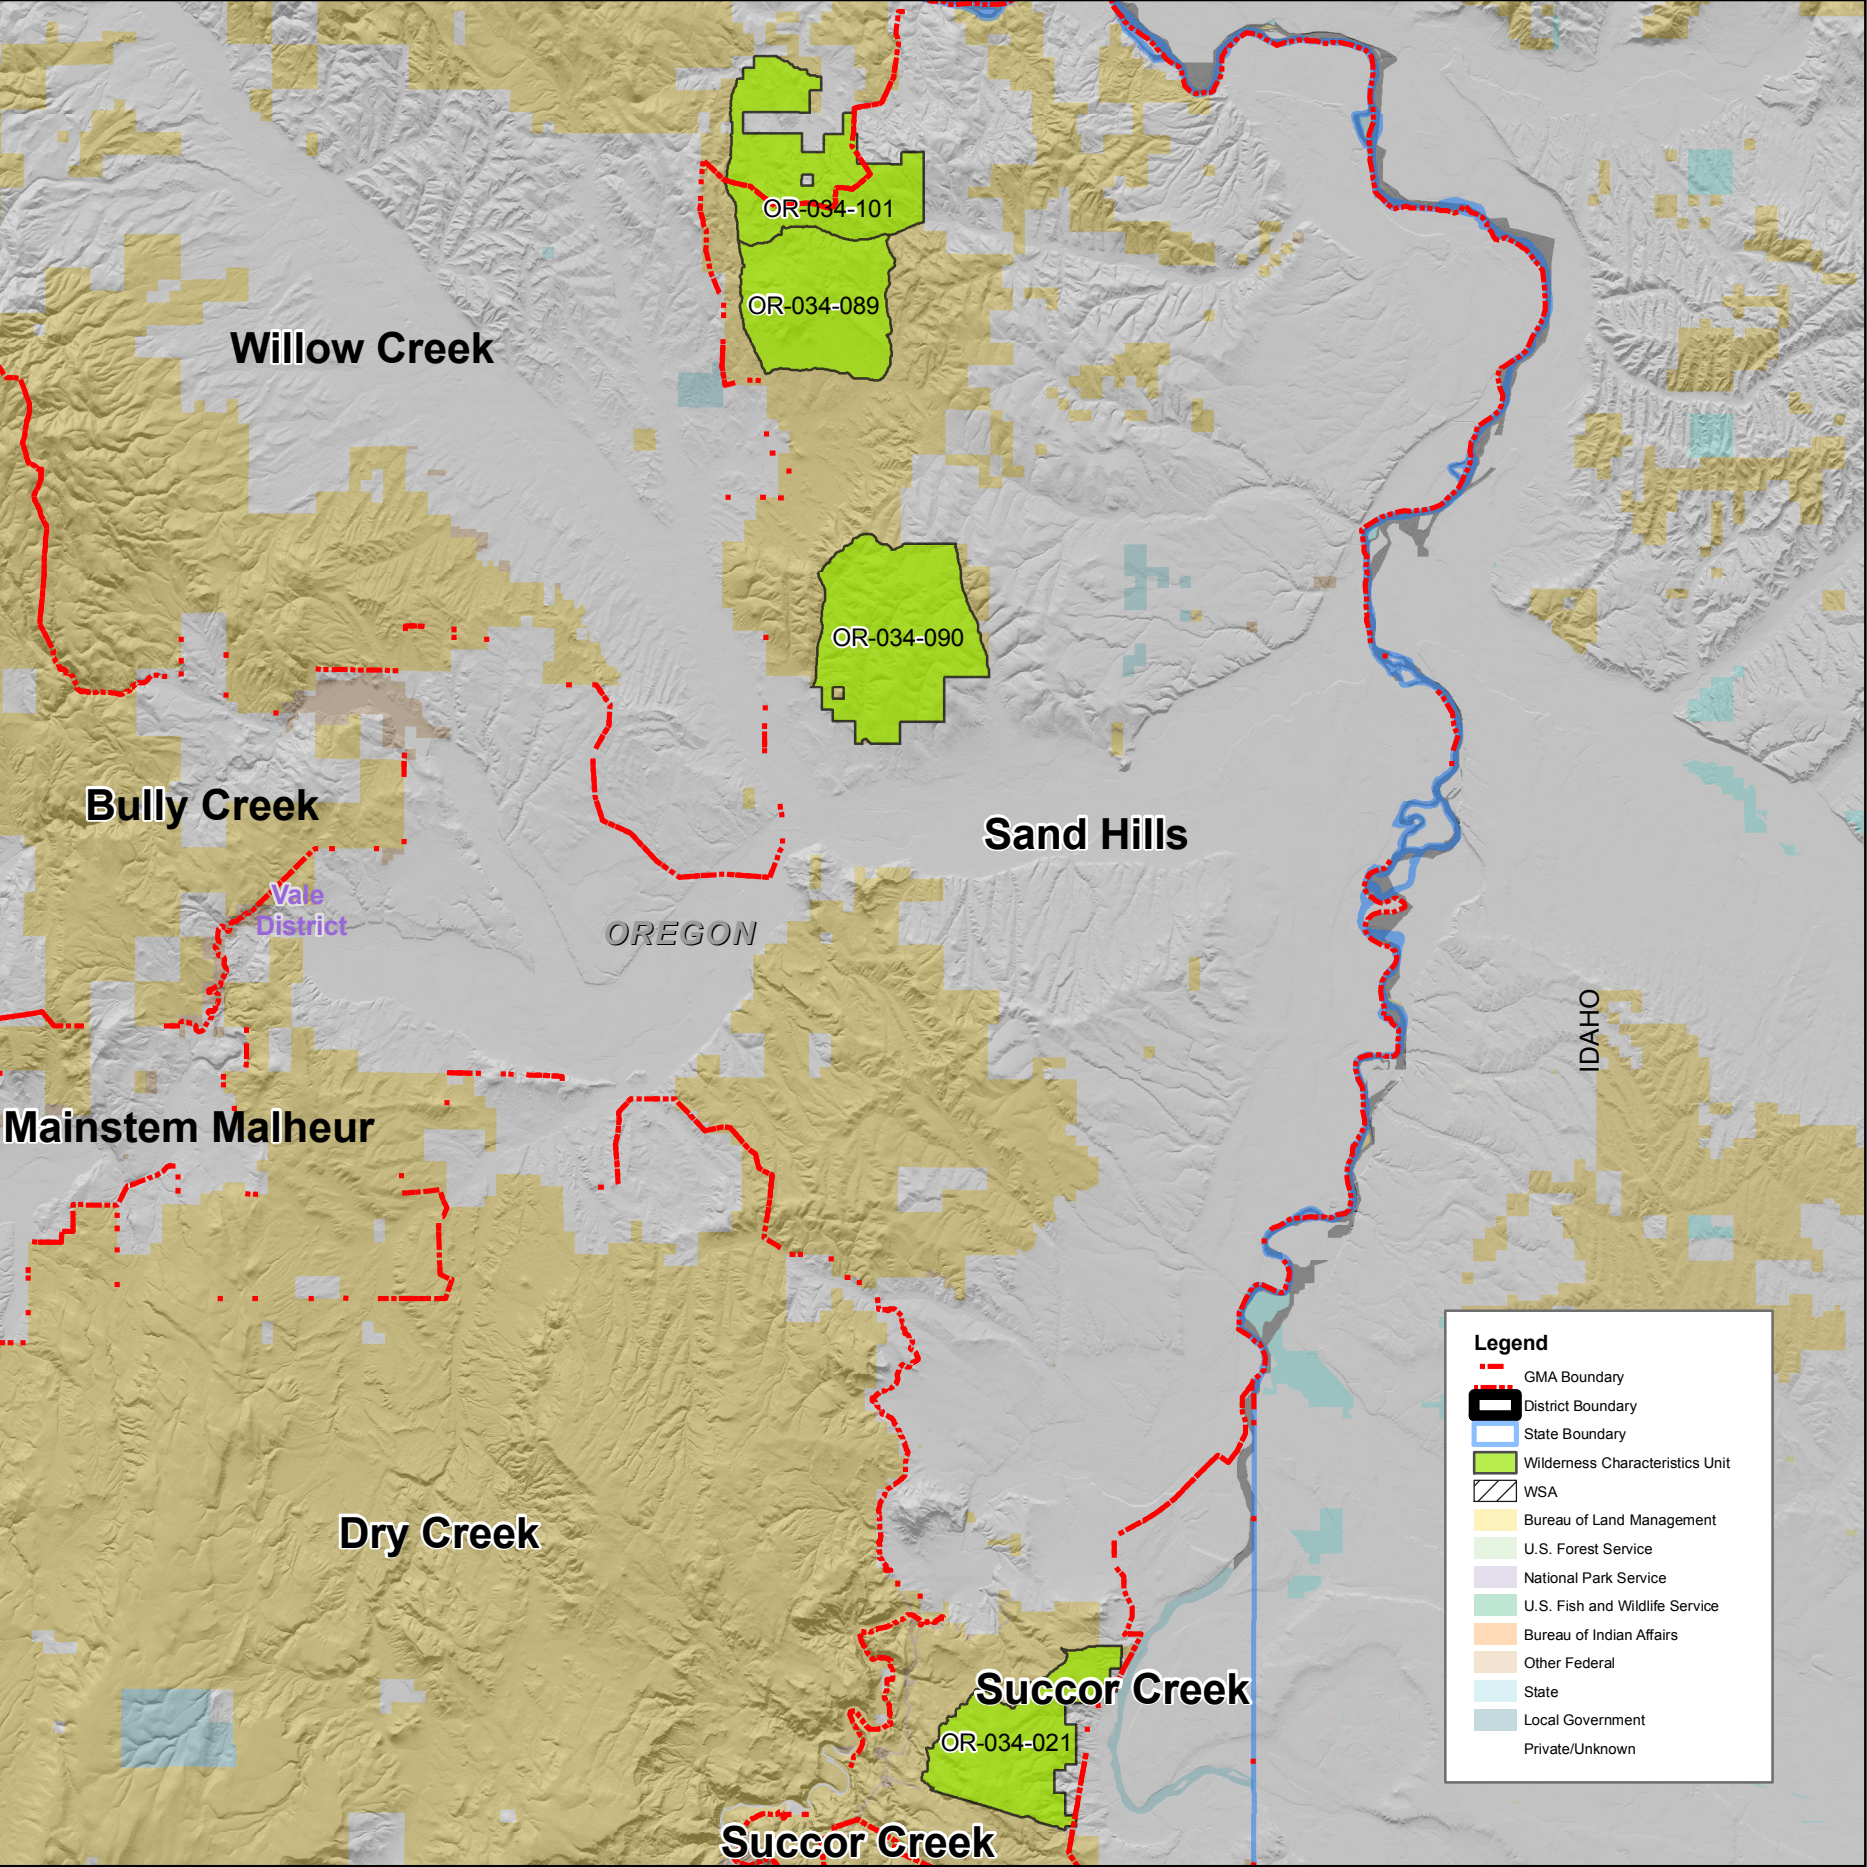 OR-034-101
OR-034-089
Willow Creek
OR-034-090
Bully Creek
Sand Hills
Vale
District
OREGON
IDAHO
Mainstem Malheur
Dry Creek
Succor Creek
OR-034-021
Succor Creek
Legend
GMA Boundary
District Boundary
State Boundary
Wilderness Characteristics Unit
WSA
Bureau of Land Management
U.S. Forest Service
National Park Service
U.S. Fish and Wildlife Service
Bureau of Indian Affairs
Other Federal
State
Local Government
Private/Unknown